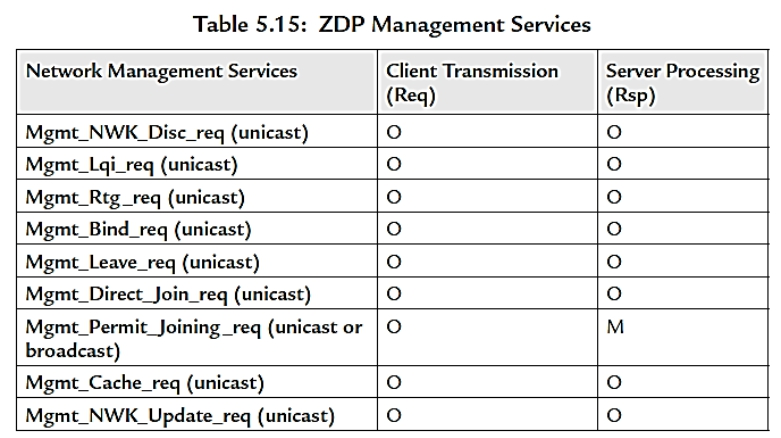 Table 5.15: ZDP Management Services
Network Management Services Client Transmission (Req) Server Processing (Rsp)
Mgmt_NWK_Disc_req (unicast) O O
Mgmt_Lqi_req (unicast) O O
Mgmt_Rtg_req (unicast) O O
Mgmt_Bind_req (unicast) O O
Mgmt_Leave_req (unicast) O O
Mgmt_Direct_Join_req (unicast) O O
Mgmt_Permit_Joining_req (unicast or broadcast) O M
Mgmt_Cache_req (unicast) O O
Mgmt_NWK_Update_req (unicast) O O